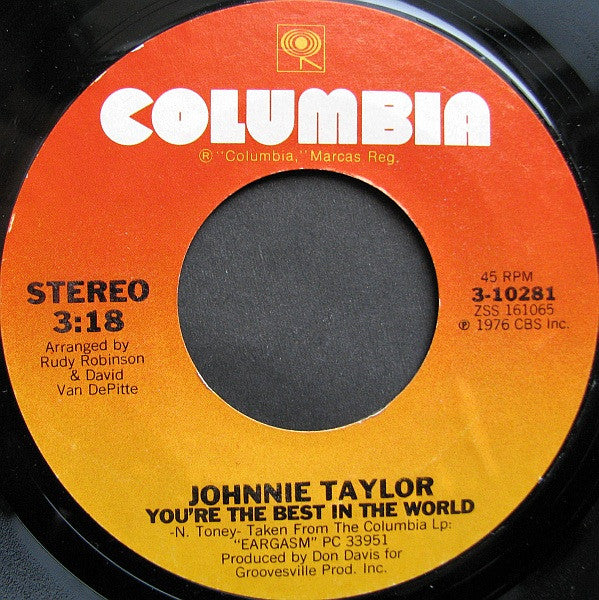 COLUMBIA
® "Columbia," Marcas Reg.
STEREO
3:18
Arranged by
Rudy Robinson
& David
Van DePitte
45 RPM
3-10281
ZSS 161065
℗ 1976 CBS Inc.
JOHNNIE TAYLOR
YOU'RE THE BEST IN THE WORLD
-N. Toney- Taken From The Columbia Lp:
"EARGASM" PC 33951
Produced by Don Davis for
Groovesville Prod. Inc.